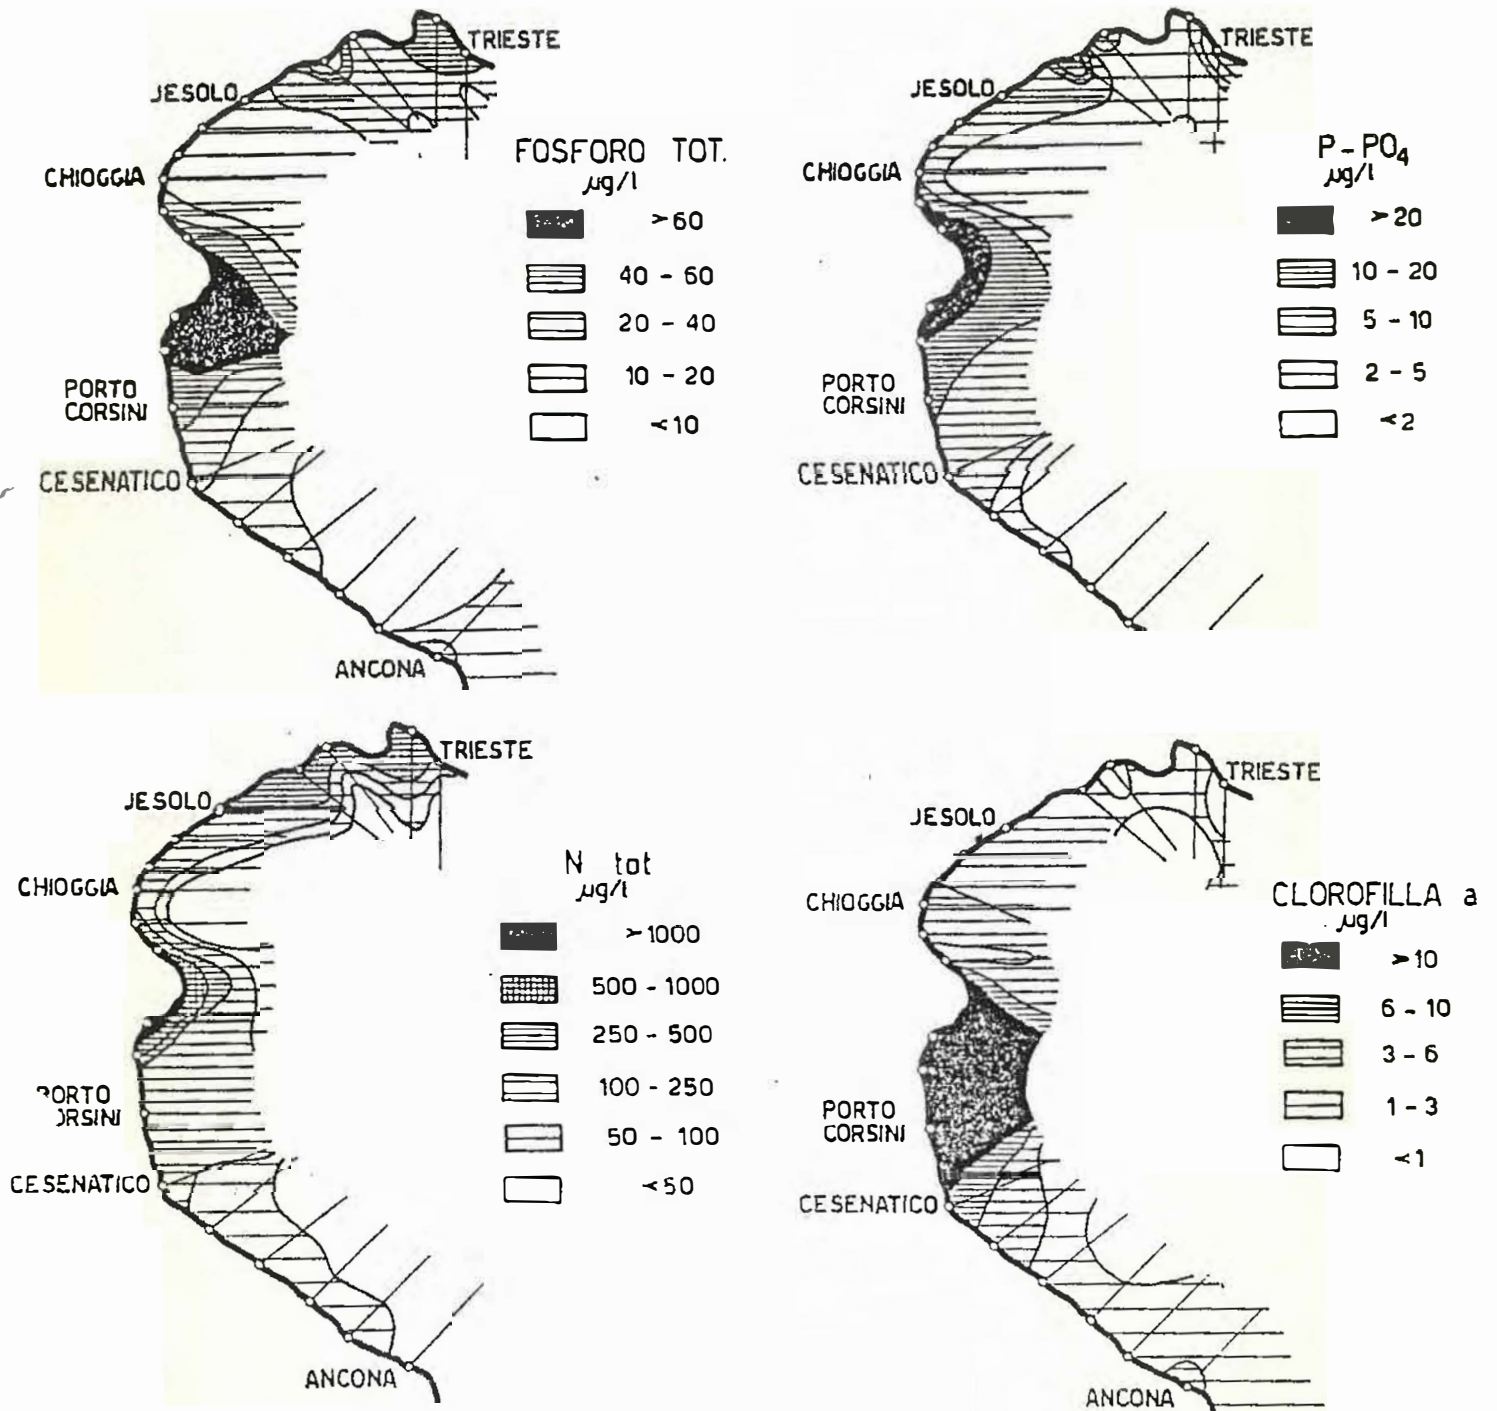 TRIESTE
JESOLO
CHIOGGIA
PORTO
CORSINI
CESENATICO
ANCONA
FOSFORO TOT.
µg/l
>60
40 - 60
20 - 40
10 - 20
<10
TRIESTE
JESOLO
CHIOGGIA
PORTO
CORSINI
CESENATICO
P-PO4
µg/l
>20
10 - 20
5 - 10
2 - 5
<2
TRIESTE
JESOLO
CHIOGGIA
PORTO
ORSINI
CESENATICO
ANCONA
N tot
µg/l
>1000
500 - 1000
250 - 500
100 - 250
50 - 100
<50
TRIESTE
JESOLO
CHIOGGIA
PORTO
CORSINI
CESENATICO
ANCONA
CLOROFILLA a
µg/l
>10
6 - 10
3 - 6
1 - 3
<1